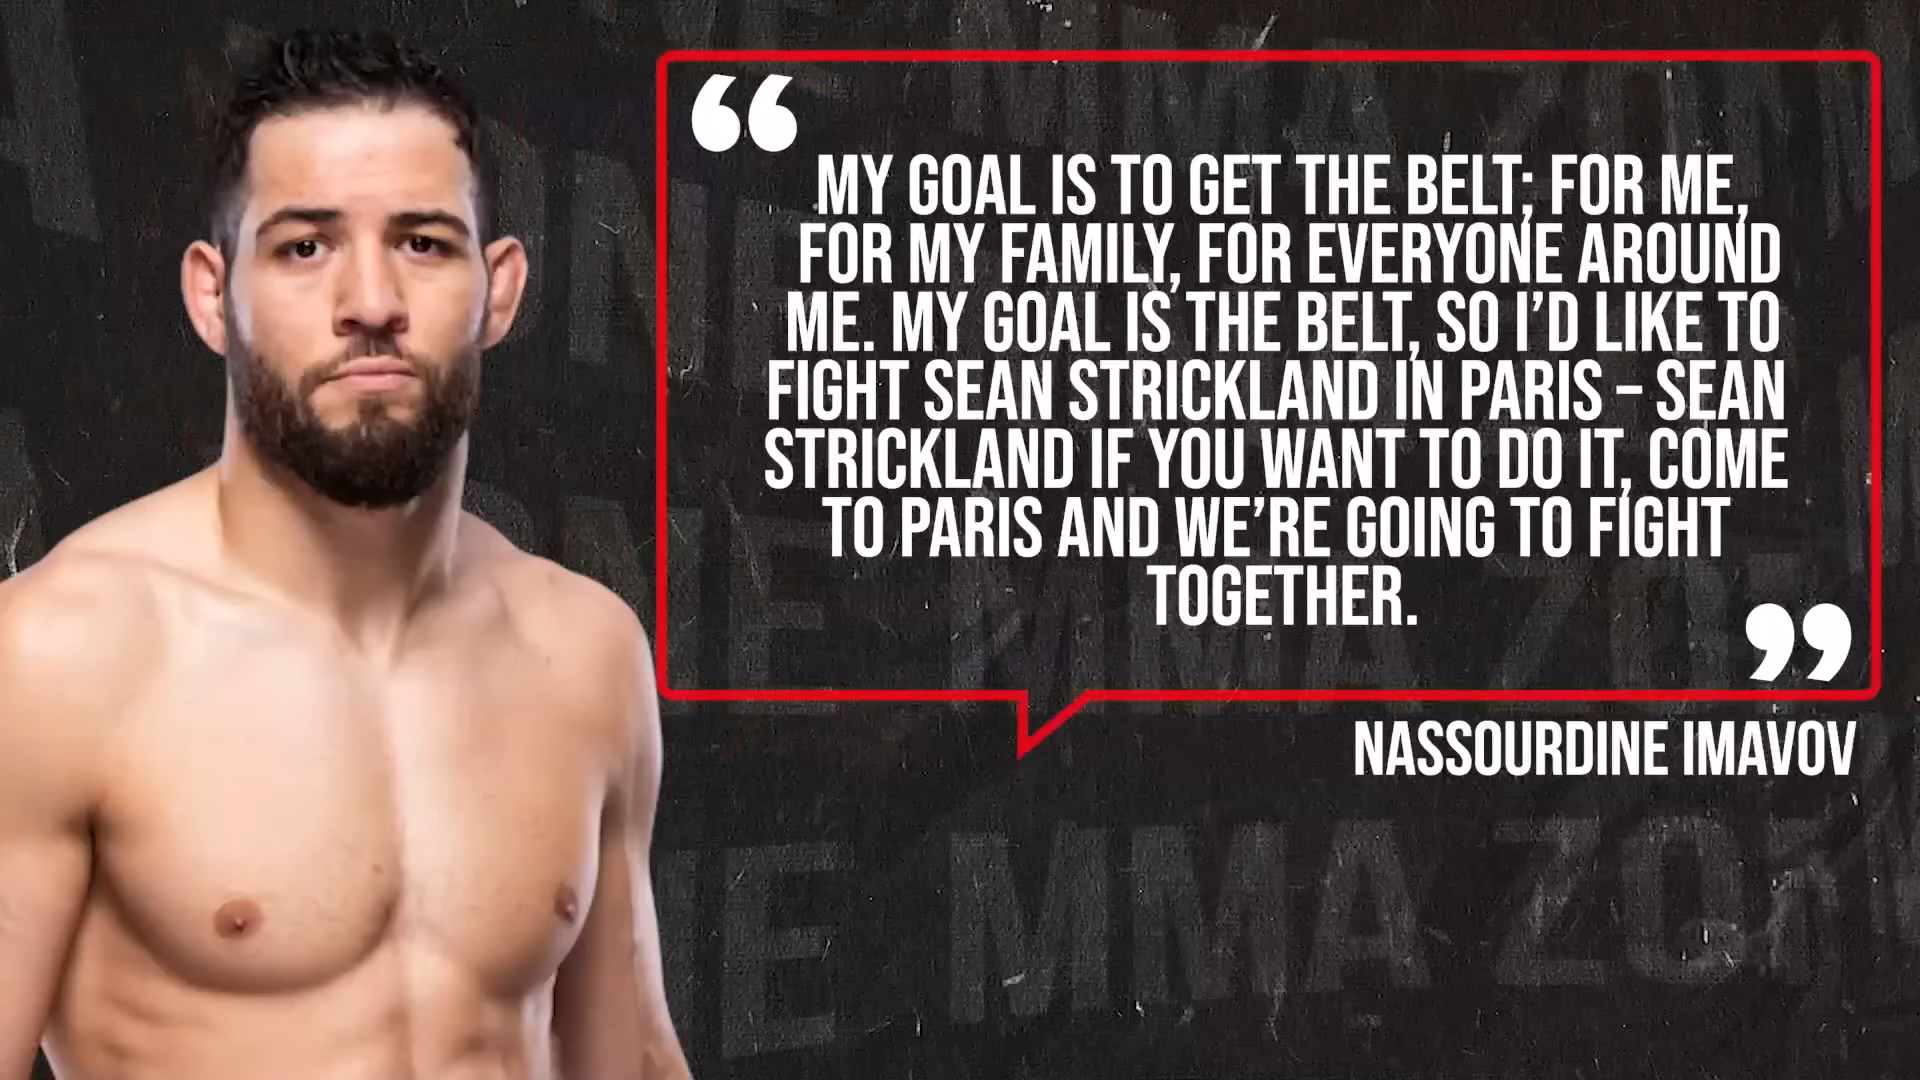 “
MY GOAL IS TO GET THE BELT; FOR ME,
FOR MY FAMILY, FOR EVERYONE AROUND
ME. MY GOAL IS THE BELT, SO I’D LIKE TO
FIGHT SEAN STRICKLAND IN PARIS – SEAN
STRICKLAND IF YOU WANT TO DO IT, COME
TO PARIS AND WE’RE GOING TO FIGHT
TOGETHER.
”
NASSOURDINE IMAVOV
MMA ZONE